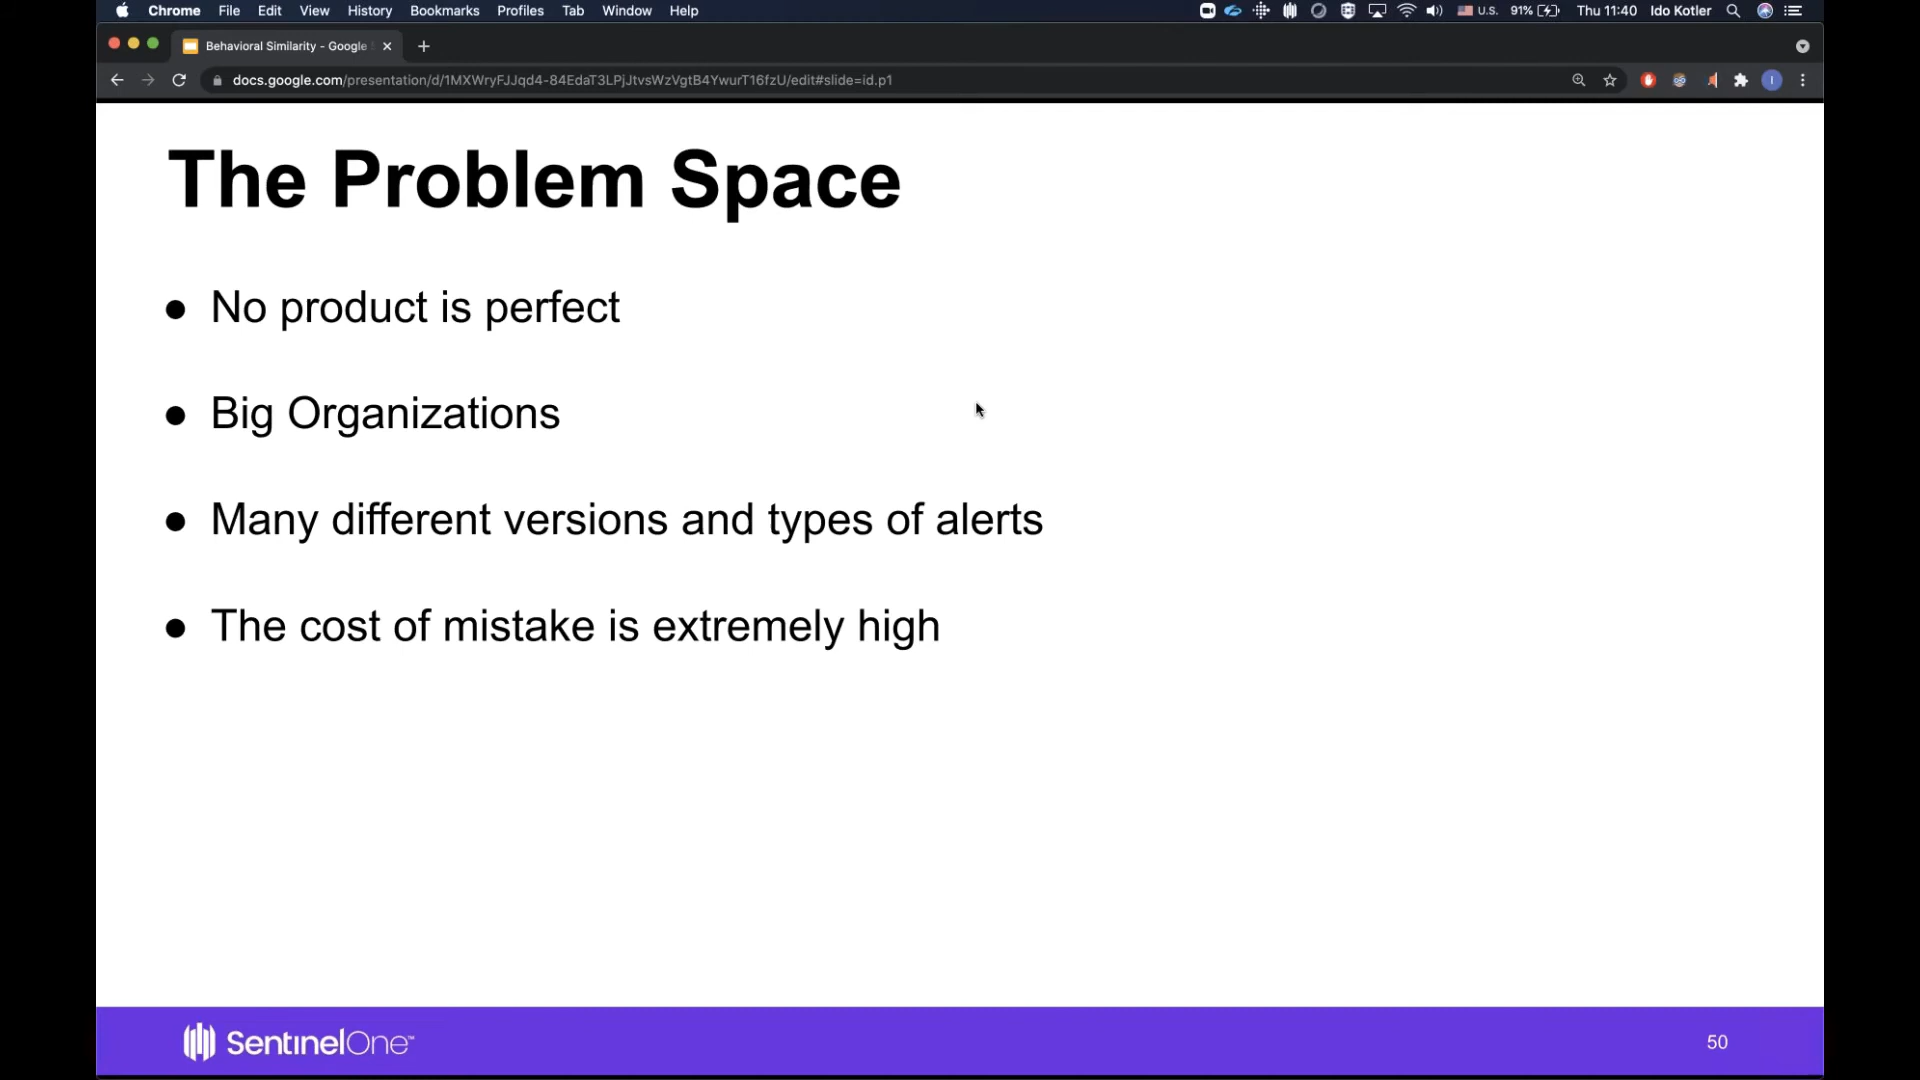 Chrome File Edit View History Bookmarks Profiles Tab Window Help U.S. 91% Thu 11:40 Ido Kotler
Behavioral Similarity - Google
docs.google.com/presentation/d/1MXWryFJJqd4-84EdaT3LPjJtvsWzVgtB4YwurT16fzU/edit#slide=id.p1
The Problem Space
● No product is perfect
● Big Organizations
● Many different versions and types of alerts
● The cost of mistake is extremely high
SentinelOne™
50